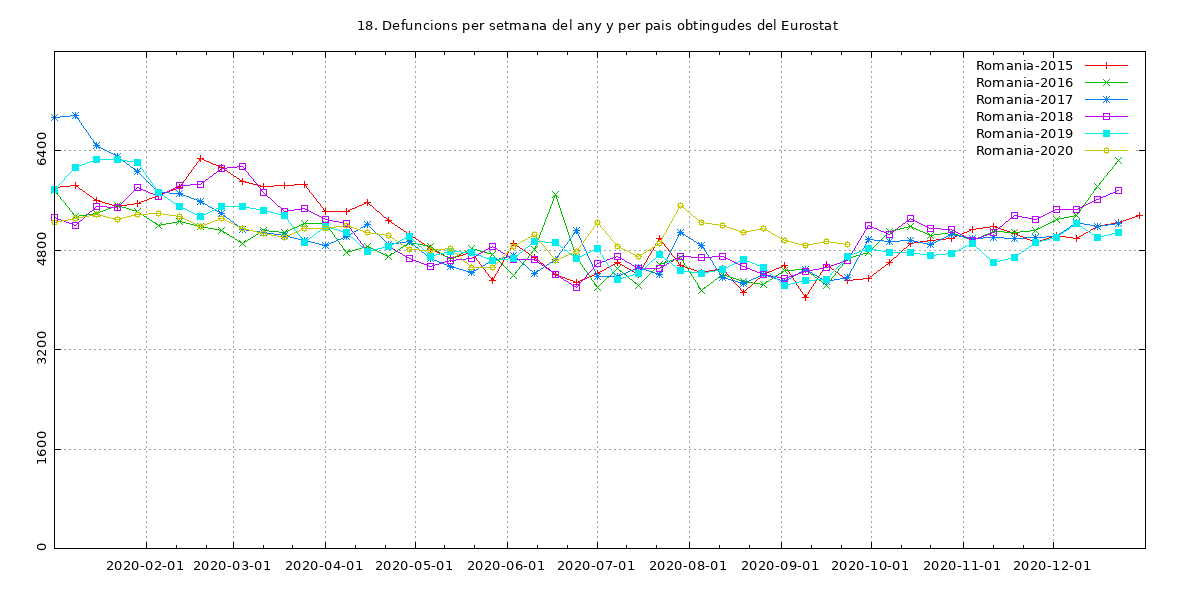 18. Defuncions per setmana del any y per pais obtingudes del Eurostat
Romania-2015
Romania-2016
Romania-2017
Romania-2018
Romania-2019
Romania-2020
6400
4800
3200
1600
0
2020-02-01 2020-03-01 2020-04-01 2020-05-01 2020-06-01 2020-07-01 2020-08-01 2020-09-01 2020-10-01 2020-11-01 2020-12-01